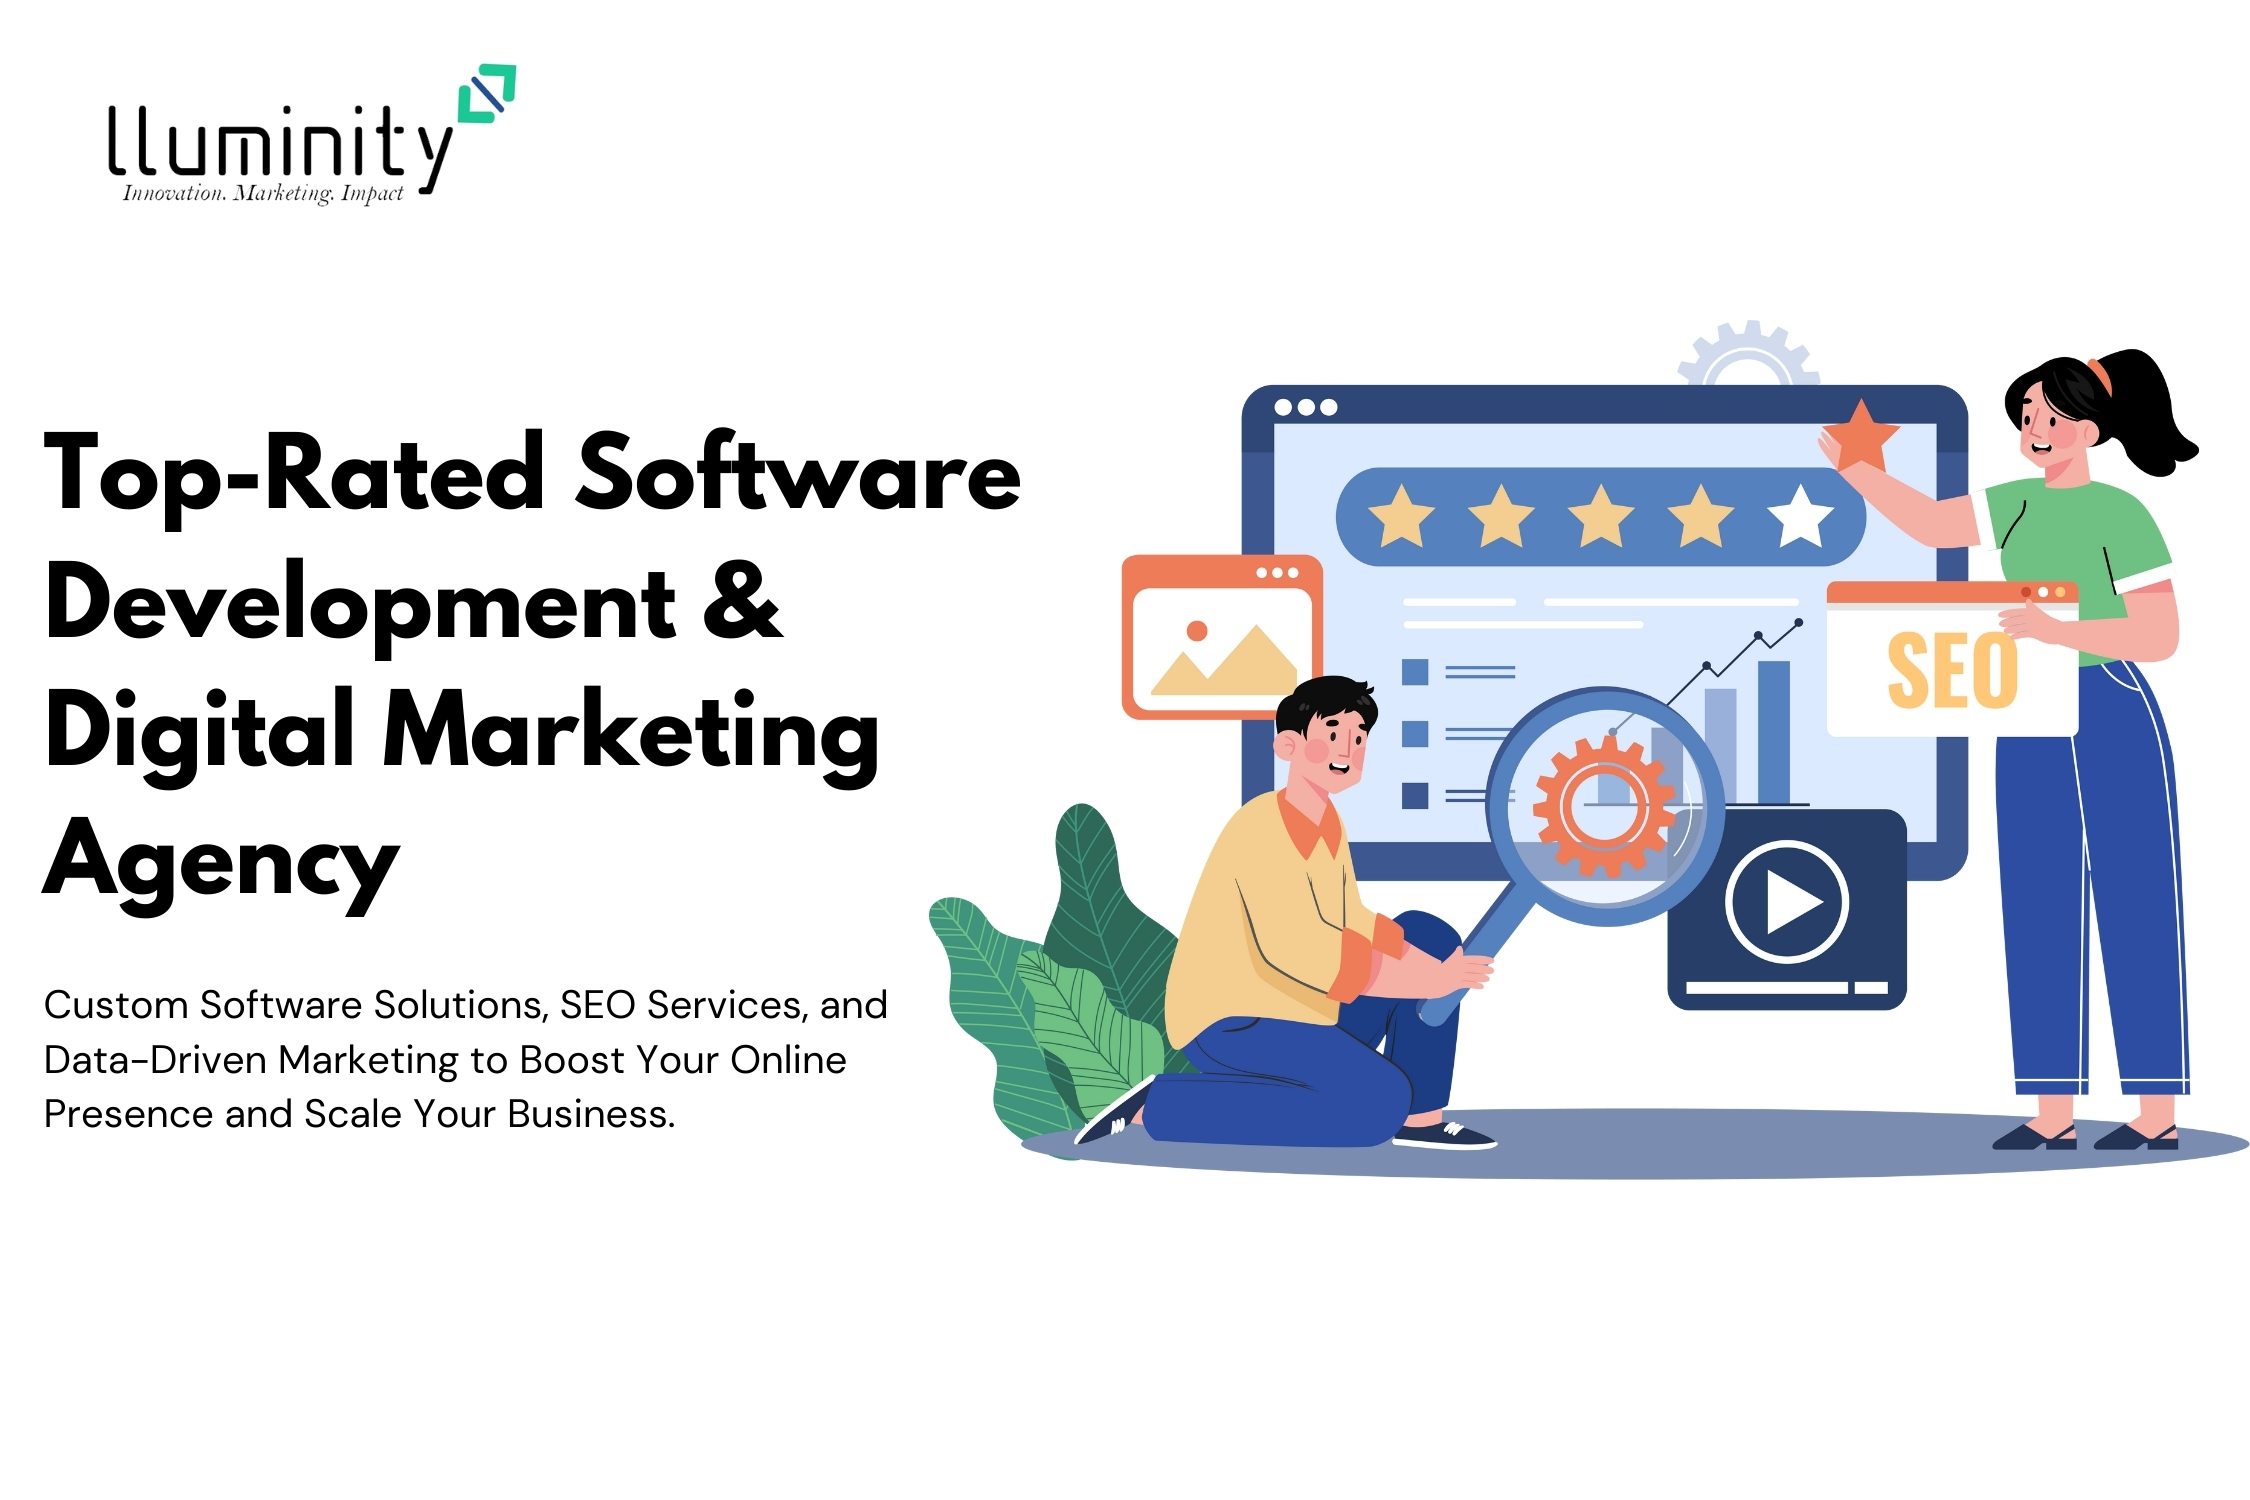 lluminity
Innovation. Marketing. Impact
Top-Rated Software
Development &
Digital Marketing
Agency
Custom Software Solutions, SEO Services, and
Data-Driven Marketing to Boost Your Online
Presence and Scale Your Business.
SEO